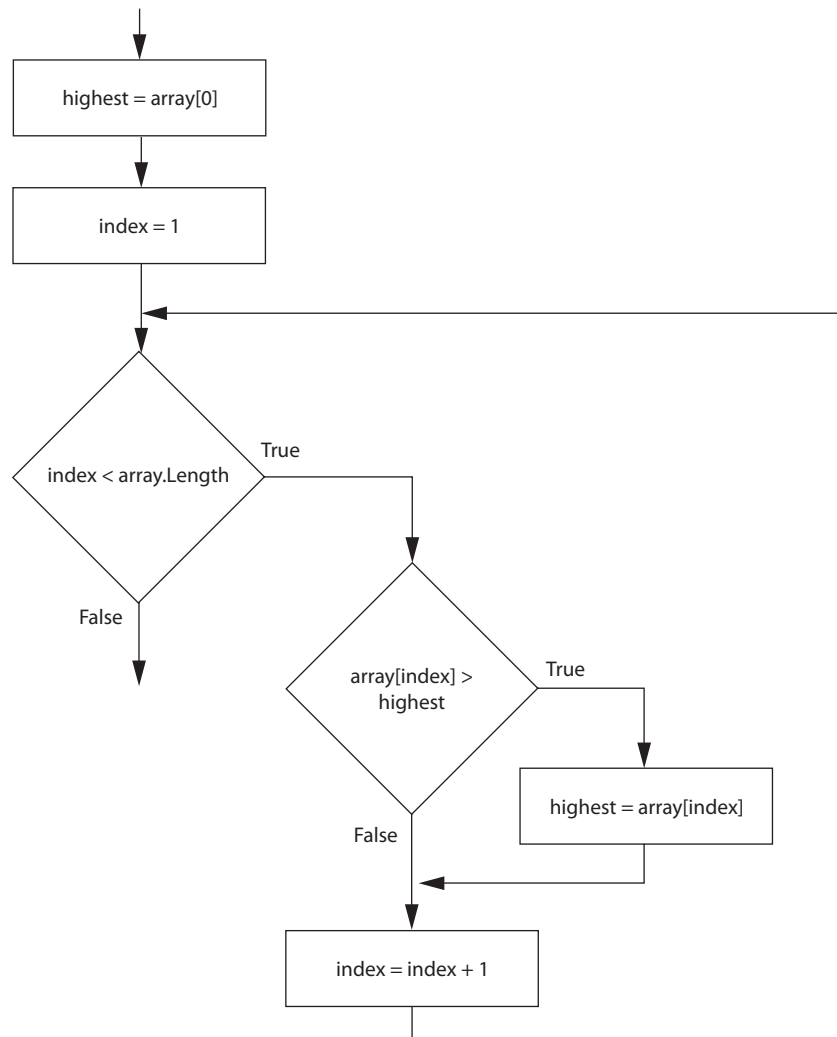 highest = array[0]
index = 1
index < array.Length
True
False
array[index] >
highest
True
highest = array[index]
False
index = index + 1